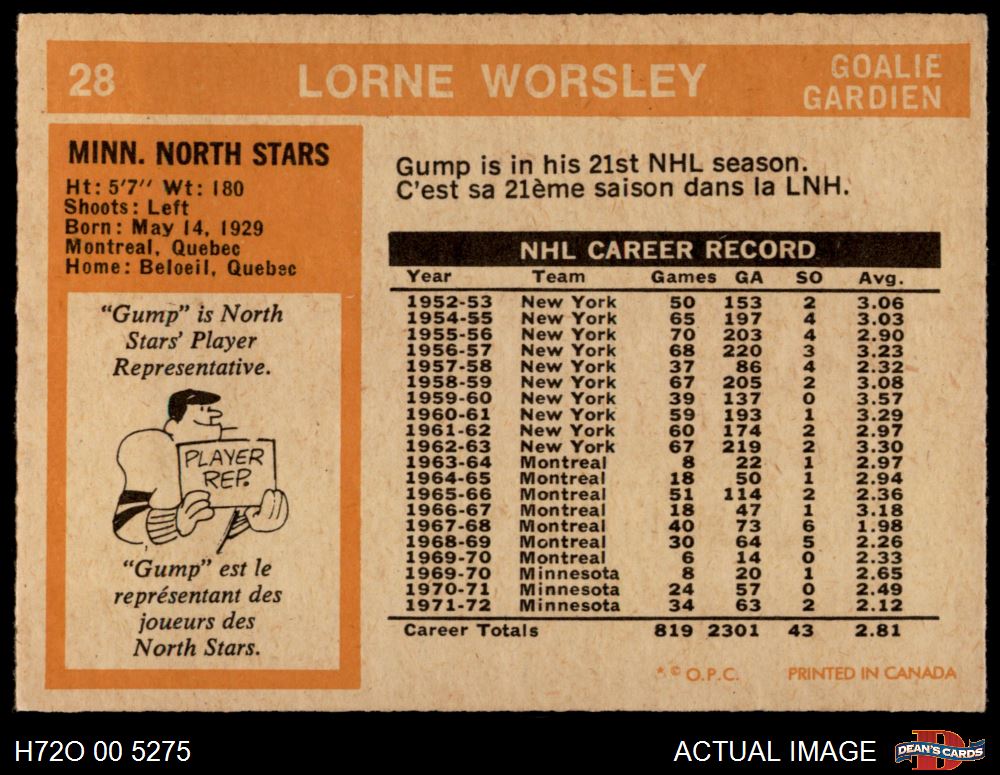 28 LORNE WORSLEY GOALIE
GARDIEN
MINN. NORTH STARS
Ht: 5'7" Wt: 180
Shoots: Left
Born: May 14, 1929
Montreal, Quebec
Home: Beloeil, Quebec
"Gump" is North
Stars' Player
Representative.
PLAYER
REP.
"Gump" est le
représentant des
joueurs des
North Stars.
Gump is in his 21st NHL season.
C'est sa 21ème saison dans la LNH.
NHL CAREER RECORD
Year Team Games GA SO Avg.
1952-53 New York 50 153 2 3.06
1954-55 New York 65 197 4 3.03
1955-56 New York 70 203 4 2.90
1956-57 New York 68 220 3 3.23
1957-58 New York 37 86 4 2.32
1958-59 New York 67 205 2 3.08
1959-60 New York 39 137 0 3.57
1960-61 New York 59 193 1 3.29
1961-62 New York 60 174 2 2.97
1962-63 New York 67 219 2 3.30
1963-64 Montreal 8 22 1 2.97
1964-65 Montreal 18 50 1 2.94
1965-66 Montreal 51 114 2 2.36
1966-67 Montreal 18 47 1 3.18
1967-68 Montreal 40 73 6 1.98
1968-69 Montreal 30 64 5 2.26
1969-70 Montreal 6 14 0 2.33
1969-70 Minnesota 8 20 1 2.65
1970-71 Minnesota 24 57 0 2.49
1971-72 Minnesota 34 63 2 2.12
Career Totals 819 2301 43 2.81
* © O.P.C. PRINTED IN CANADA
H72O 00 5275 ACTUAL IMAGE DEAN'S CARDS